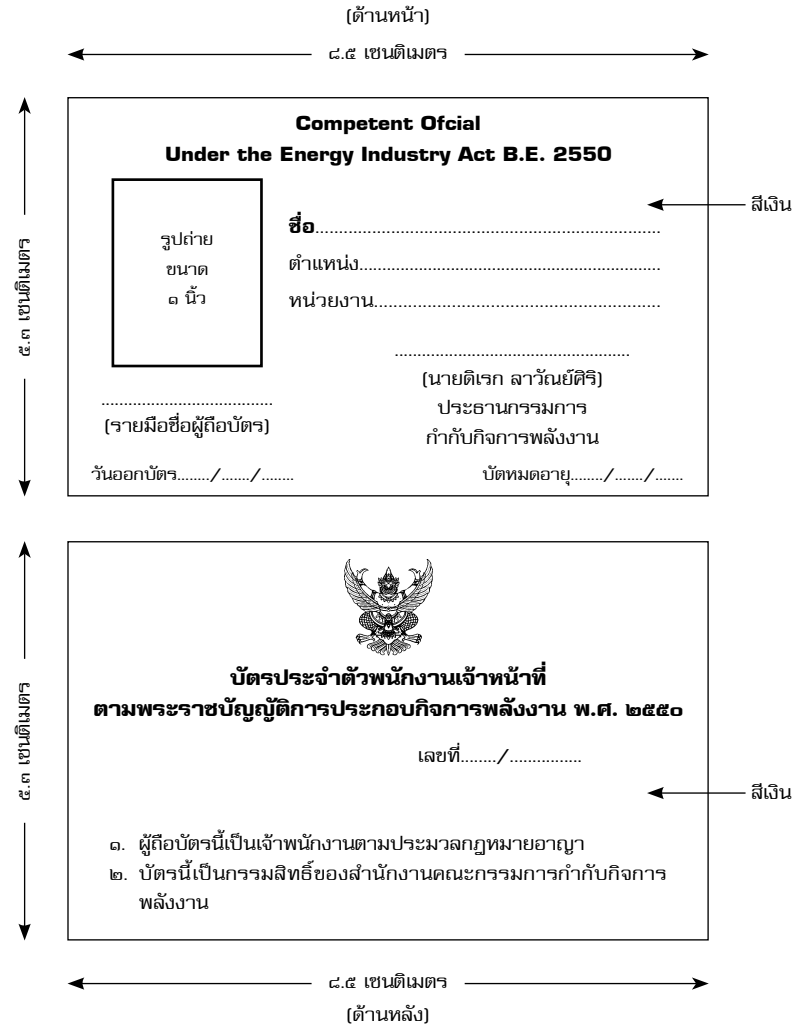 (ด้านหน้า)
๘.๕ เซนติเมตร
Competent Ofcial
Under the Energy Industry Act B.E. 2550
สีเงิน
๕.๓ เซนติเมตร
รูปถ่าย
ขนาด
๑ นิ้ว
ชื่อ............................................................................
ตำแหน่ง...................................................................
หน่วยงาน...............................................................
....................................................
(นายดิเรก ลาวัณย์ศิริ)
ประธานกรรมการ
กำกับกิจการพลังงาน
......................................
(รายมือชื่อผู้ถือบัตร)
วันออกบัตร......../......./........
บัตหมดอายุ......../......./.......
๕.๓ เซนติเมตร
บัตรประจำตัวพนักงานเจ้าหน้าที่
ตามพระราชบัญญัติการประกอบกิจการพลังงาน พ.ศ. ๒๕๕๐
เลขที่......../................
สีเงิน
๑. ผู้ถือบัตรนี้เป็นเจ้าพนักงานตามประมวลกฎหมายอาญา
๒. บัตรนี้เป็นกรรมสิทธิ์ของสำนักงานคณะกรรมการกำกับกิจการ
พลังงาน
๘.๕ เซนติเมตร
(ด้านหลัง)